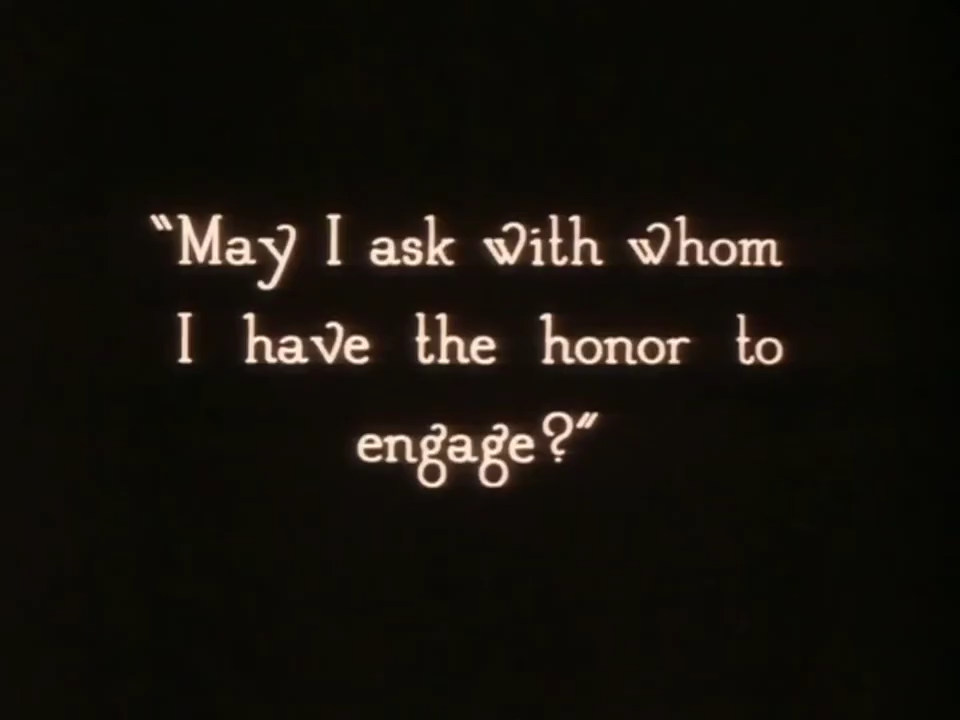 "May I ask with whom
I have the honor to
engage?"